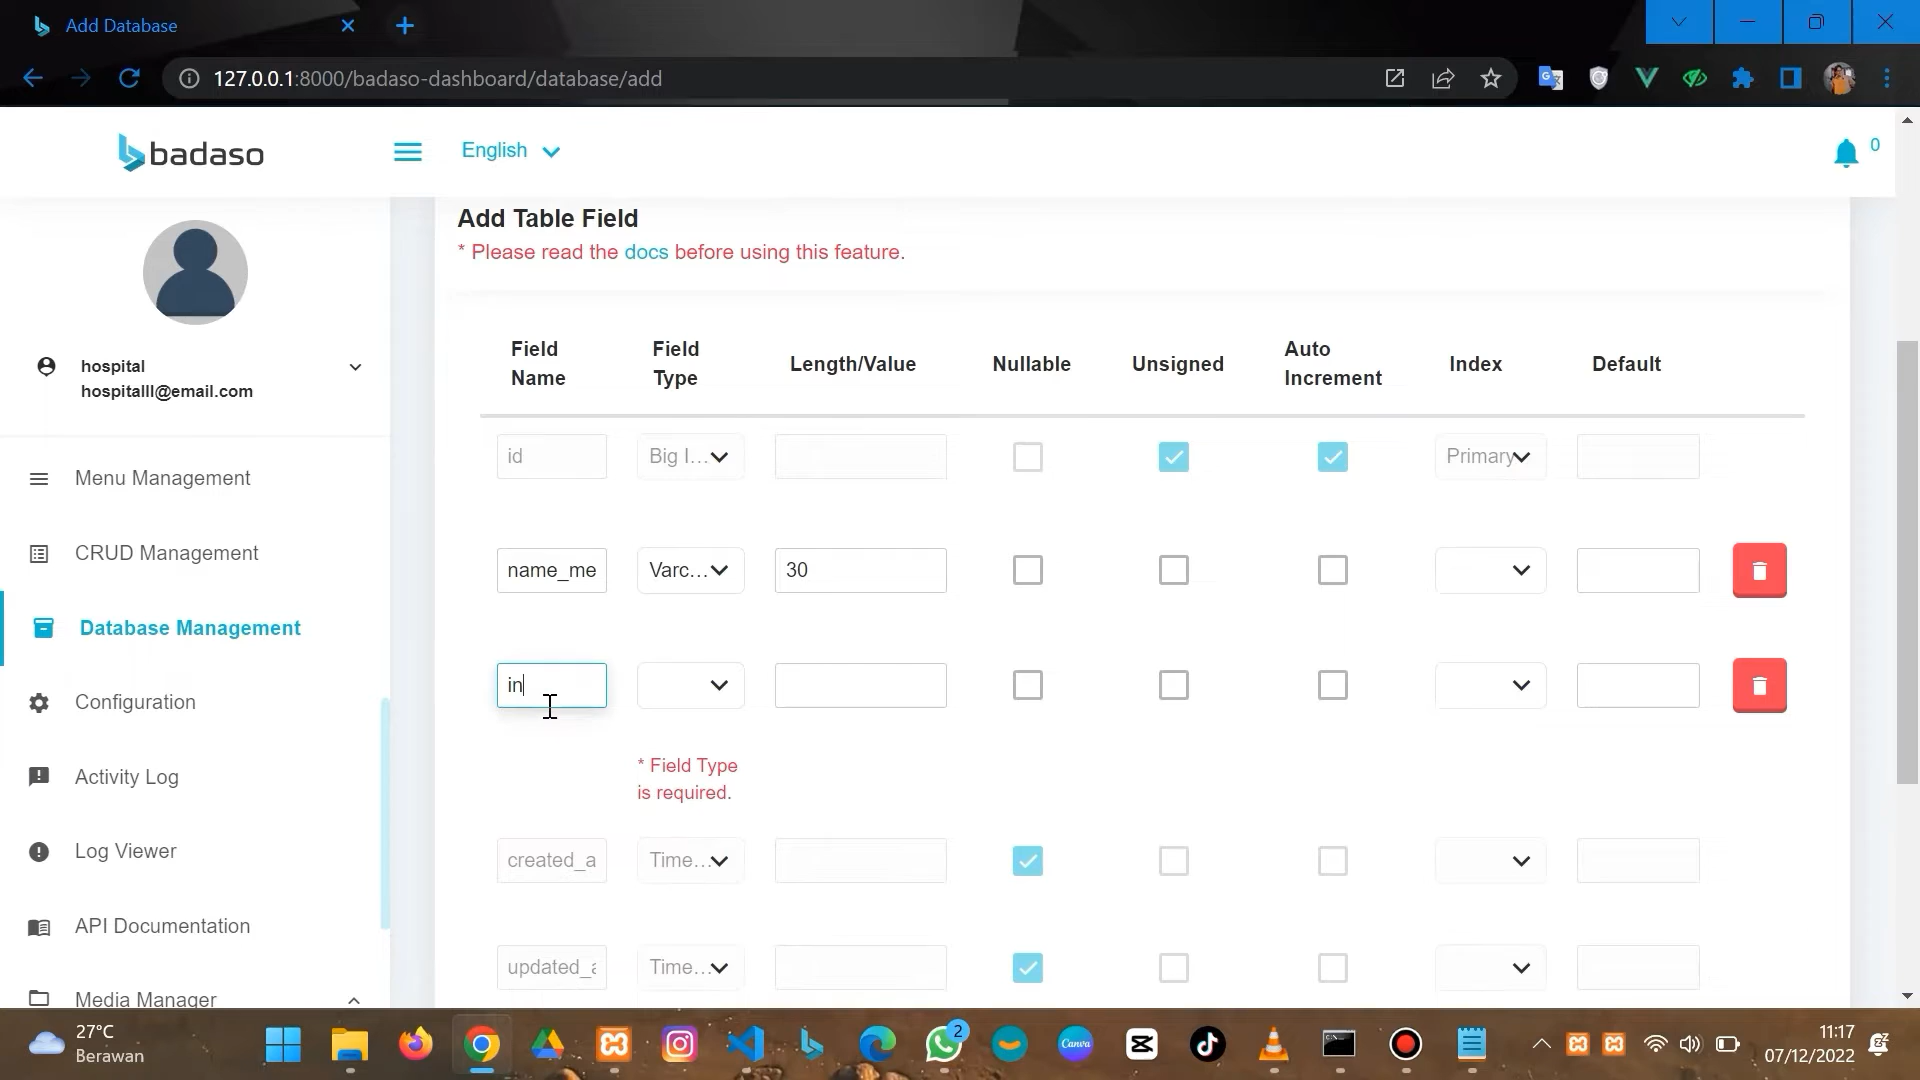 Add Database
127.0.0.1:8000/badaso-dashboard/database/add
badaso
English
0
hospital
hospitalll@email.com
Menu Management
CRUD Management
Database Management
Configuration
Activity Log
Log Viewer
API Documentation
Media Manager
Add Table Field
* Please read the docs before using this feature.
Field Name
Field Type
Length/Value
Nullable
Unsigned
Auto Increment
Index
Default
id
Big I...
Primary
name_me
Varc...
30
in
* Field Type
is required.
created_a
Time...
updated_a
Time...
27°C
Berawan
2
Canva
11:17
07/12/2022